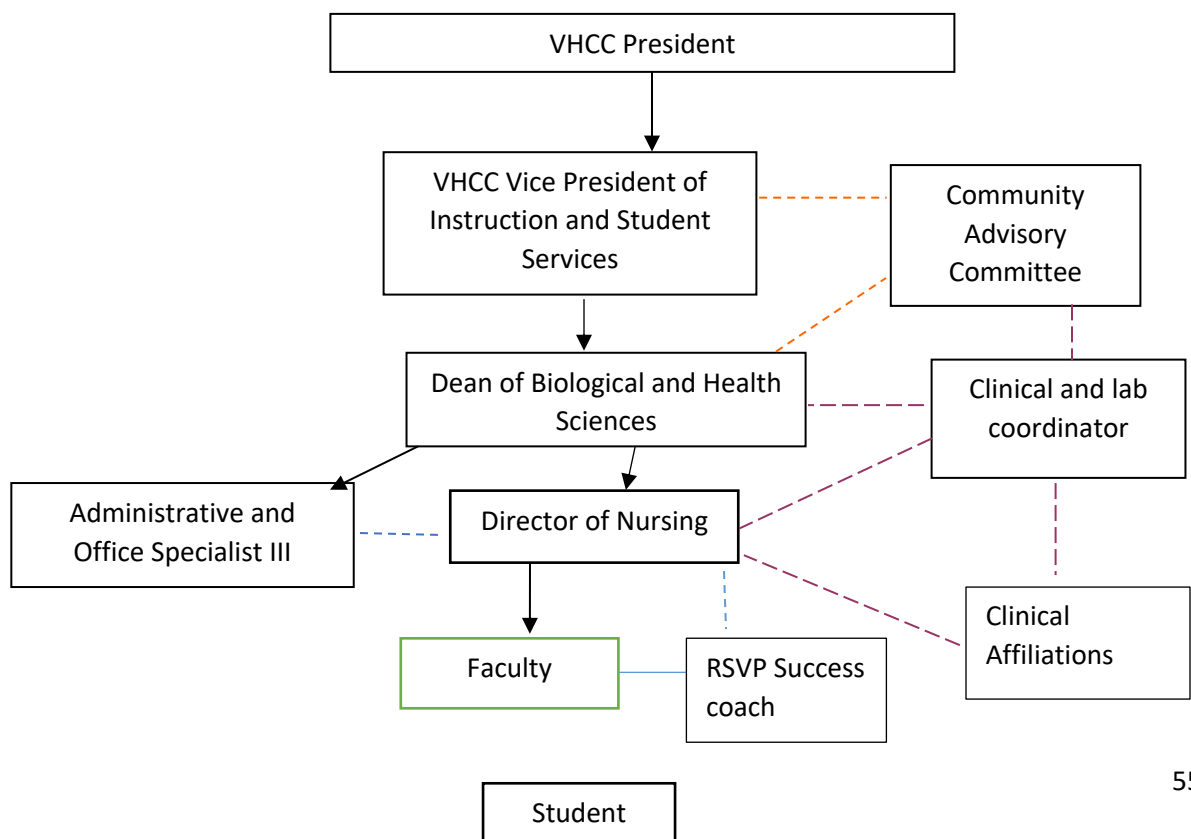 VHCC President
VHCC Vice President of
Instruction and Student
Services
Community
Advisory
Committee
Dean of Biological and Health
Sciences
Clinical and lab
coordinator
Administrative and
Office Specialist III
Director of Nursing
Clinical
Affiliations
Faculty
RSVP Success
coach
55
Student